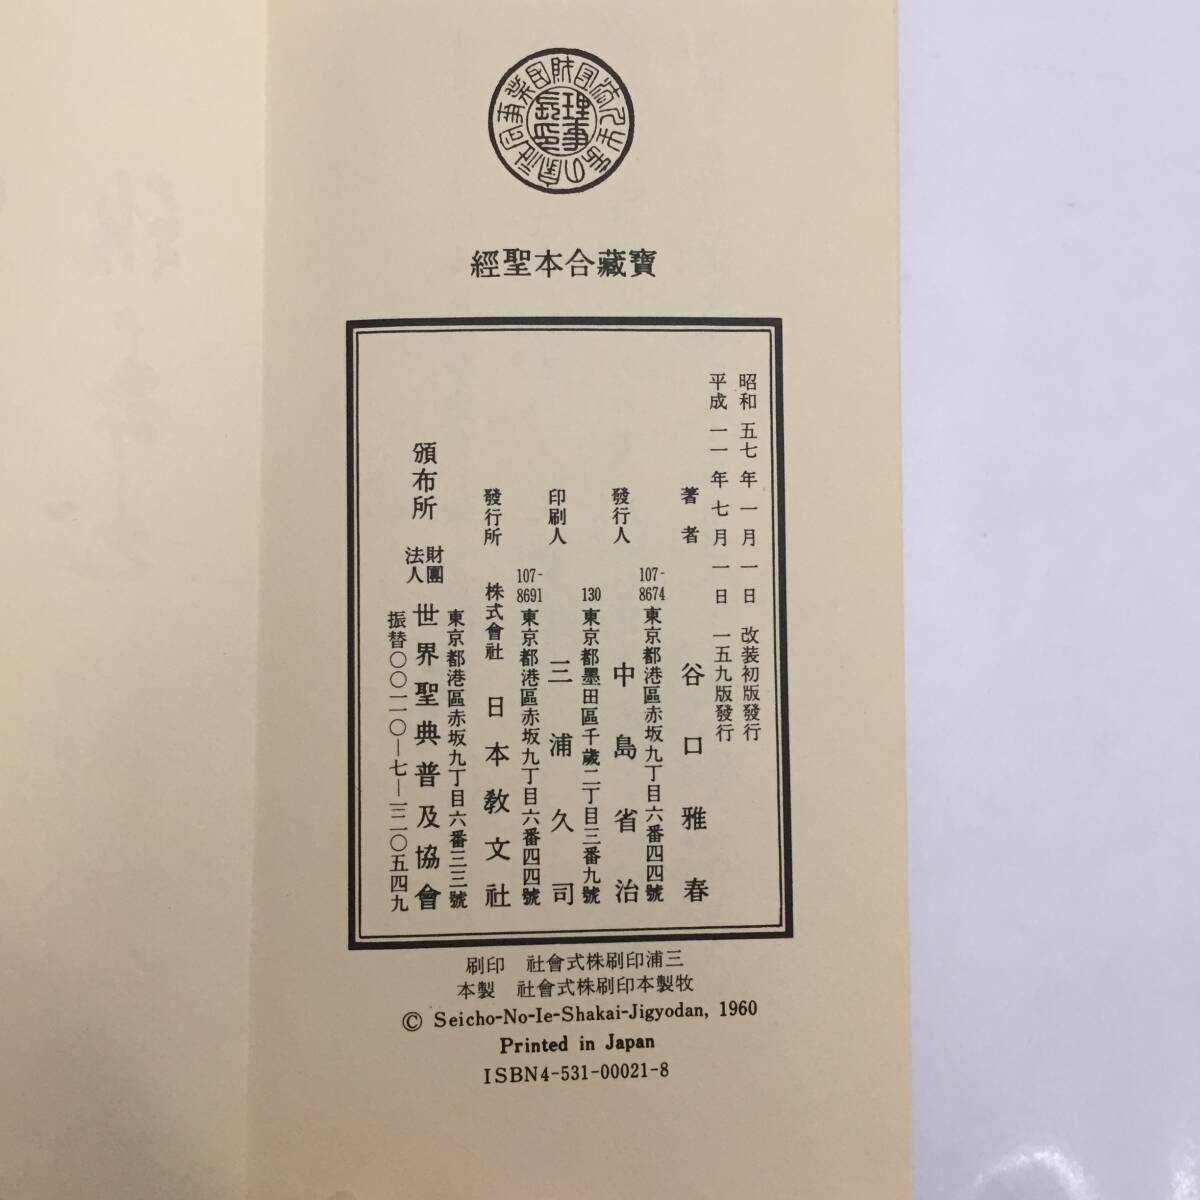 理事長印
寶藏合本聖經
昭和五七年一月一日 改装初版發行
平成一一年七月一日 一五九版發行
著者 谷口雅春
107-8674 東京都港區赤坂九丁目六番四四號
發行人 中島省治
130 東京都墨田區千歳二丁目三番九號
印刷人 三浦久司
107-8691 東京都港區赤坂九丁目六番四四號
發行所 株式會社 日本教文社
東京都港區赤坂九丁目六番三三號
頒布所 財團法人 世界聖典普及協會
振替〇〇一一〇—七—一二〇五四九
三浦印刷株式會社 印刷
牧製本印刷株式會社 製本
© Seicho-No-Ie-Shakai-Jigyodan, 1960
Printed in Japan
ISBN4-531-00021-8